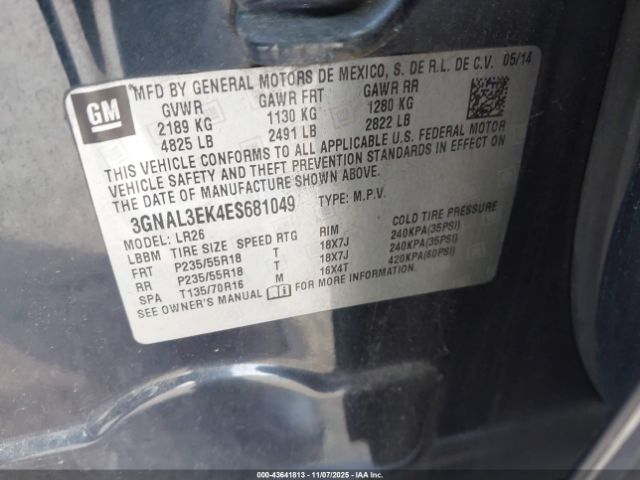 GM
MFD BY GENERAL MOTORS DE MEXICO, S. DE R.L. DE C.V. 05/14
GVWR GAWR FRT GAWR RR
2189 KG 1130 KG 1280 KG
4825 LB 2491 LB 2822 LB
THIS VEHICLE CONFORMS TO ALL APPLICABLE U.S. FEDERAL MOTOR
VEHICLE SAFETY AND THEFT PREVENTION STANDARDS IN EFFECT ON
THE DATE OF MANUFACTURE SHOWN ABOVE.
3GNAL3EK4ES681049 TYPE: M.P.V.
MODEL: LR26
LBBM TIRE SIZE SPEED RTG RIM COLD TIRE PRESSURE
FRT P235/55R18 T 18X7J 240KPA(35PSI)
RR P235/55R18 T 18X7J 240KPA(35PSI)
SPA T135/70R16 M 16X4T 420KPA(60PSI)
SEE OWNER'S MANUAL FOR MORE INFORMATION.
000-43641813 - 11/07/2025 - IAAI.COM